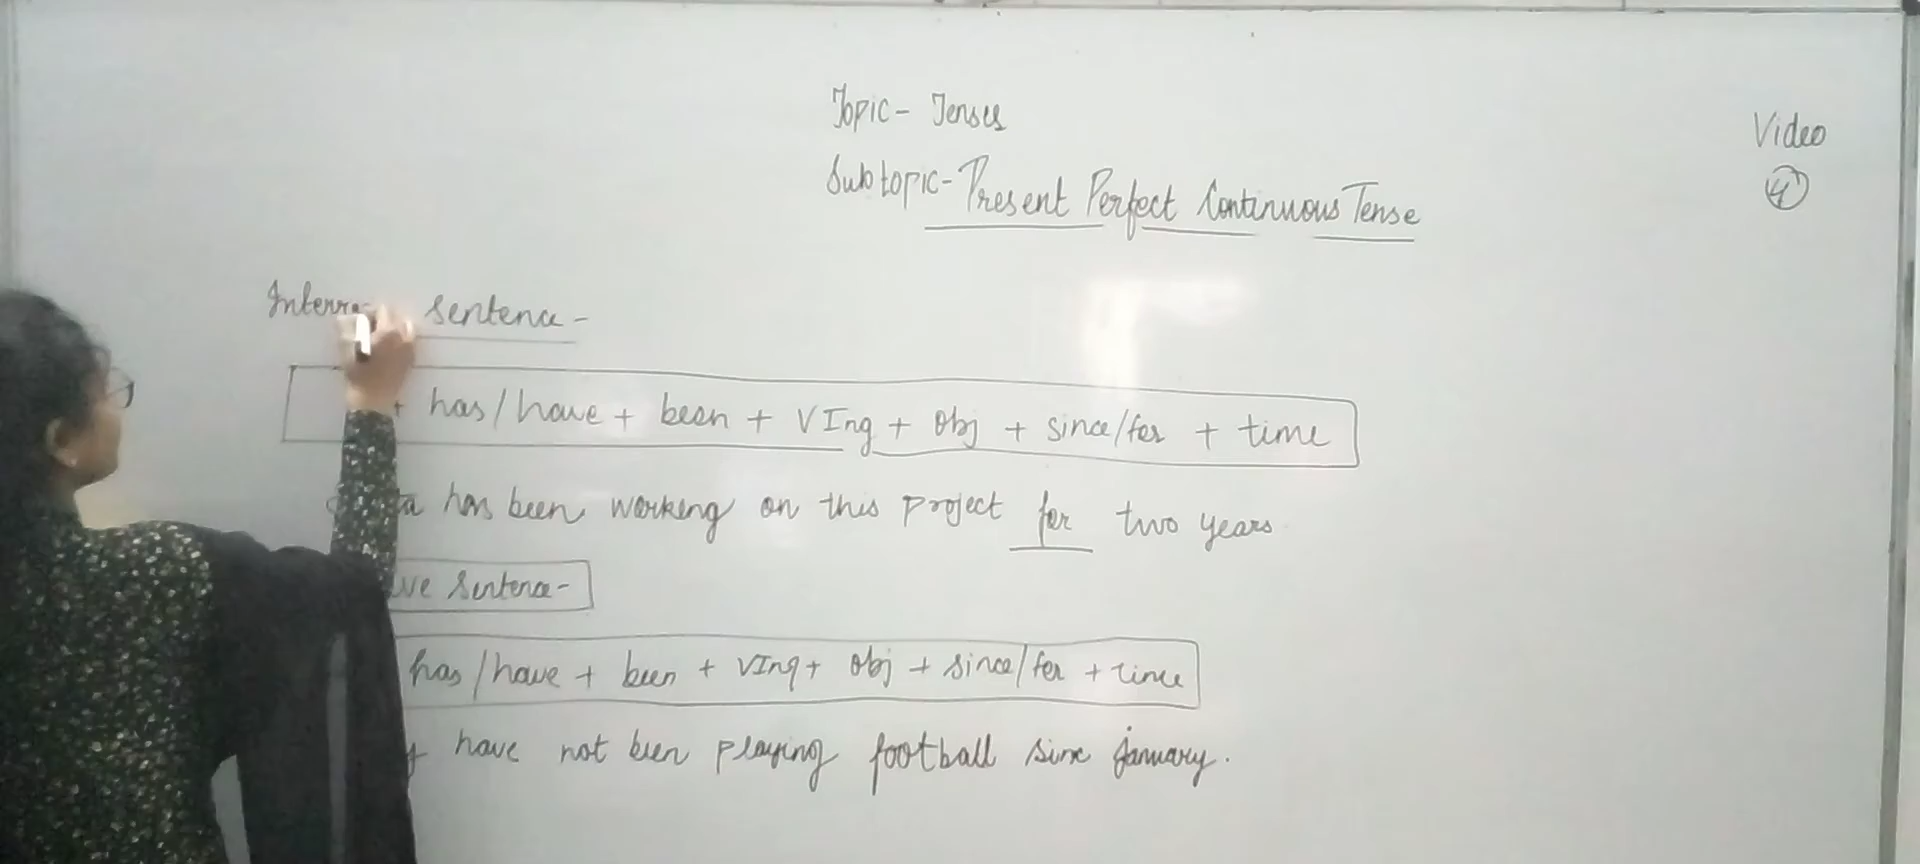 Topic - Tenses
Subtopic - Present Perfect Continuous Tense
Video
4
sentence -
+ has/have + been + VIng + Obj + since/for + time
has been working on this project for two years
sentence -
has/have + been + VIng + Obj + since/for + time
have not been playing football since january.